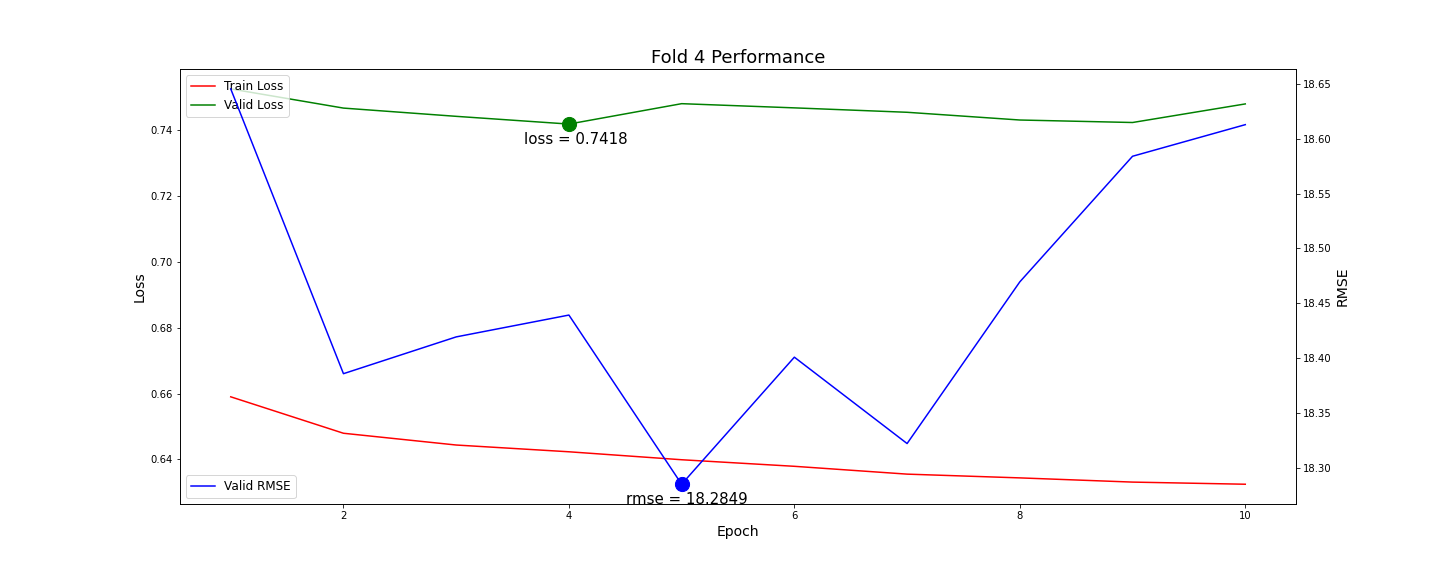 Fold 4 Performance
Train Loss
Valid Loss
Valid RMSE
loss = 0.7418
rmse = 18.2849
Loss
0.74
0.72
0.70
0.68
0.66
0.64
RMSE
18.65
18.60
18.55
18.50
18.45
18.40
18.35
18.30
2
4
6
8
10
Epoch